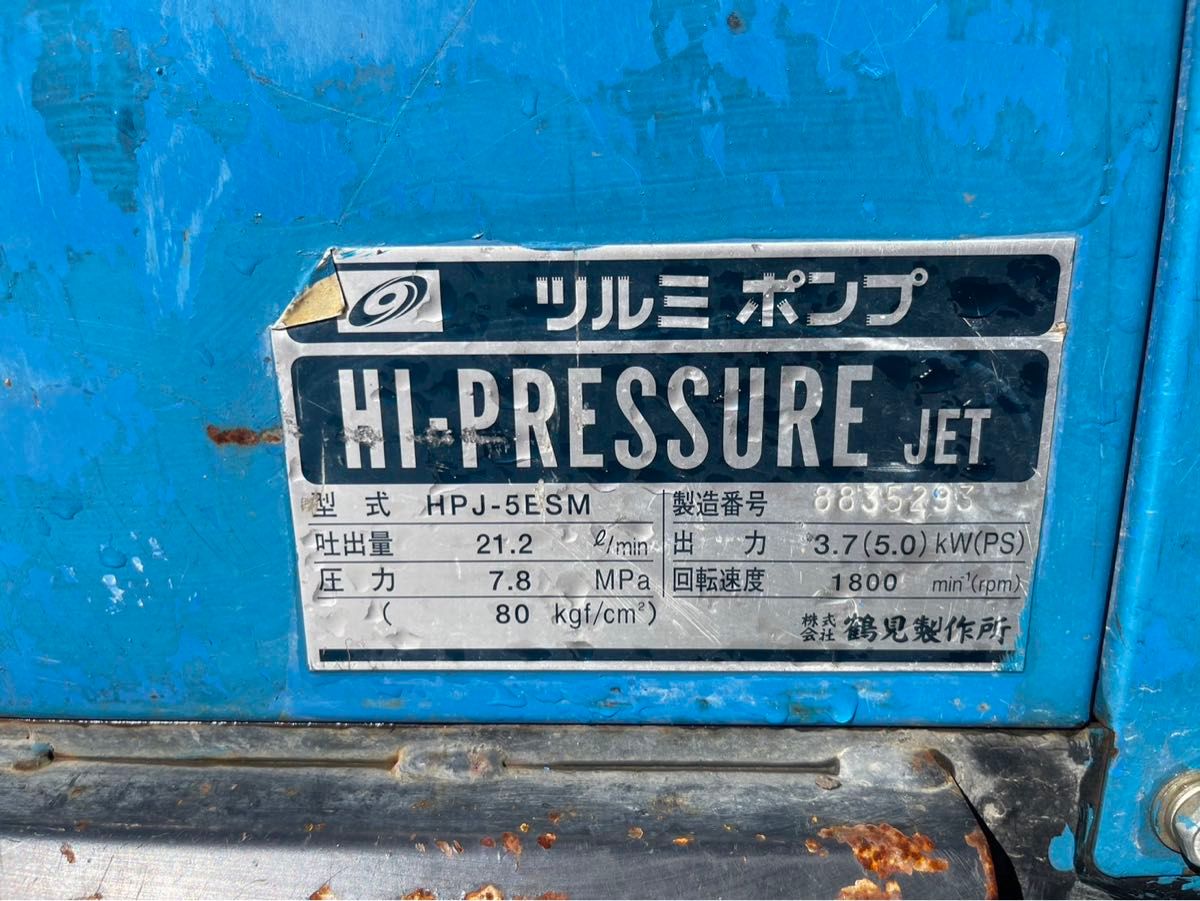 ツルミポンプ
HI-PRESSURE JET
型式 HPJ-5ESM
製造番号 8835293
吐出量 21.2 ℓ/min
出力 3.7(5.0) kW(PS)
圧力 7.8 MPa
回転速度 1800 min⁻¹(rpm)
( 80 kgf/cm²)
株式会社 鶴見製作所